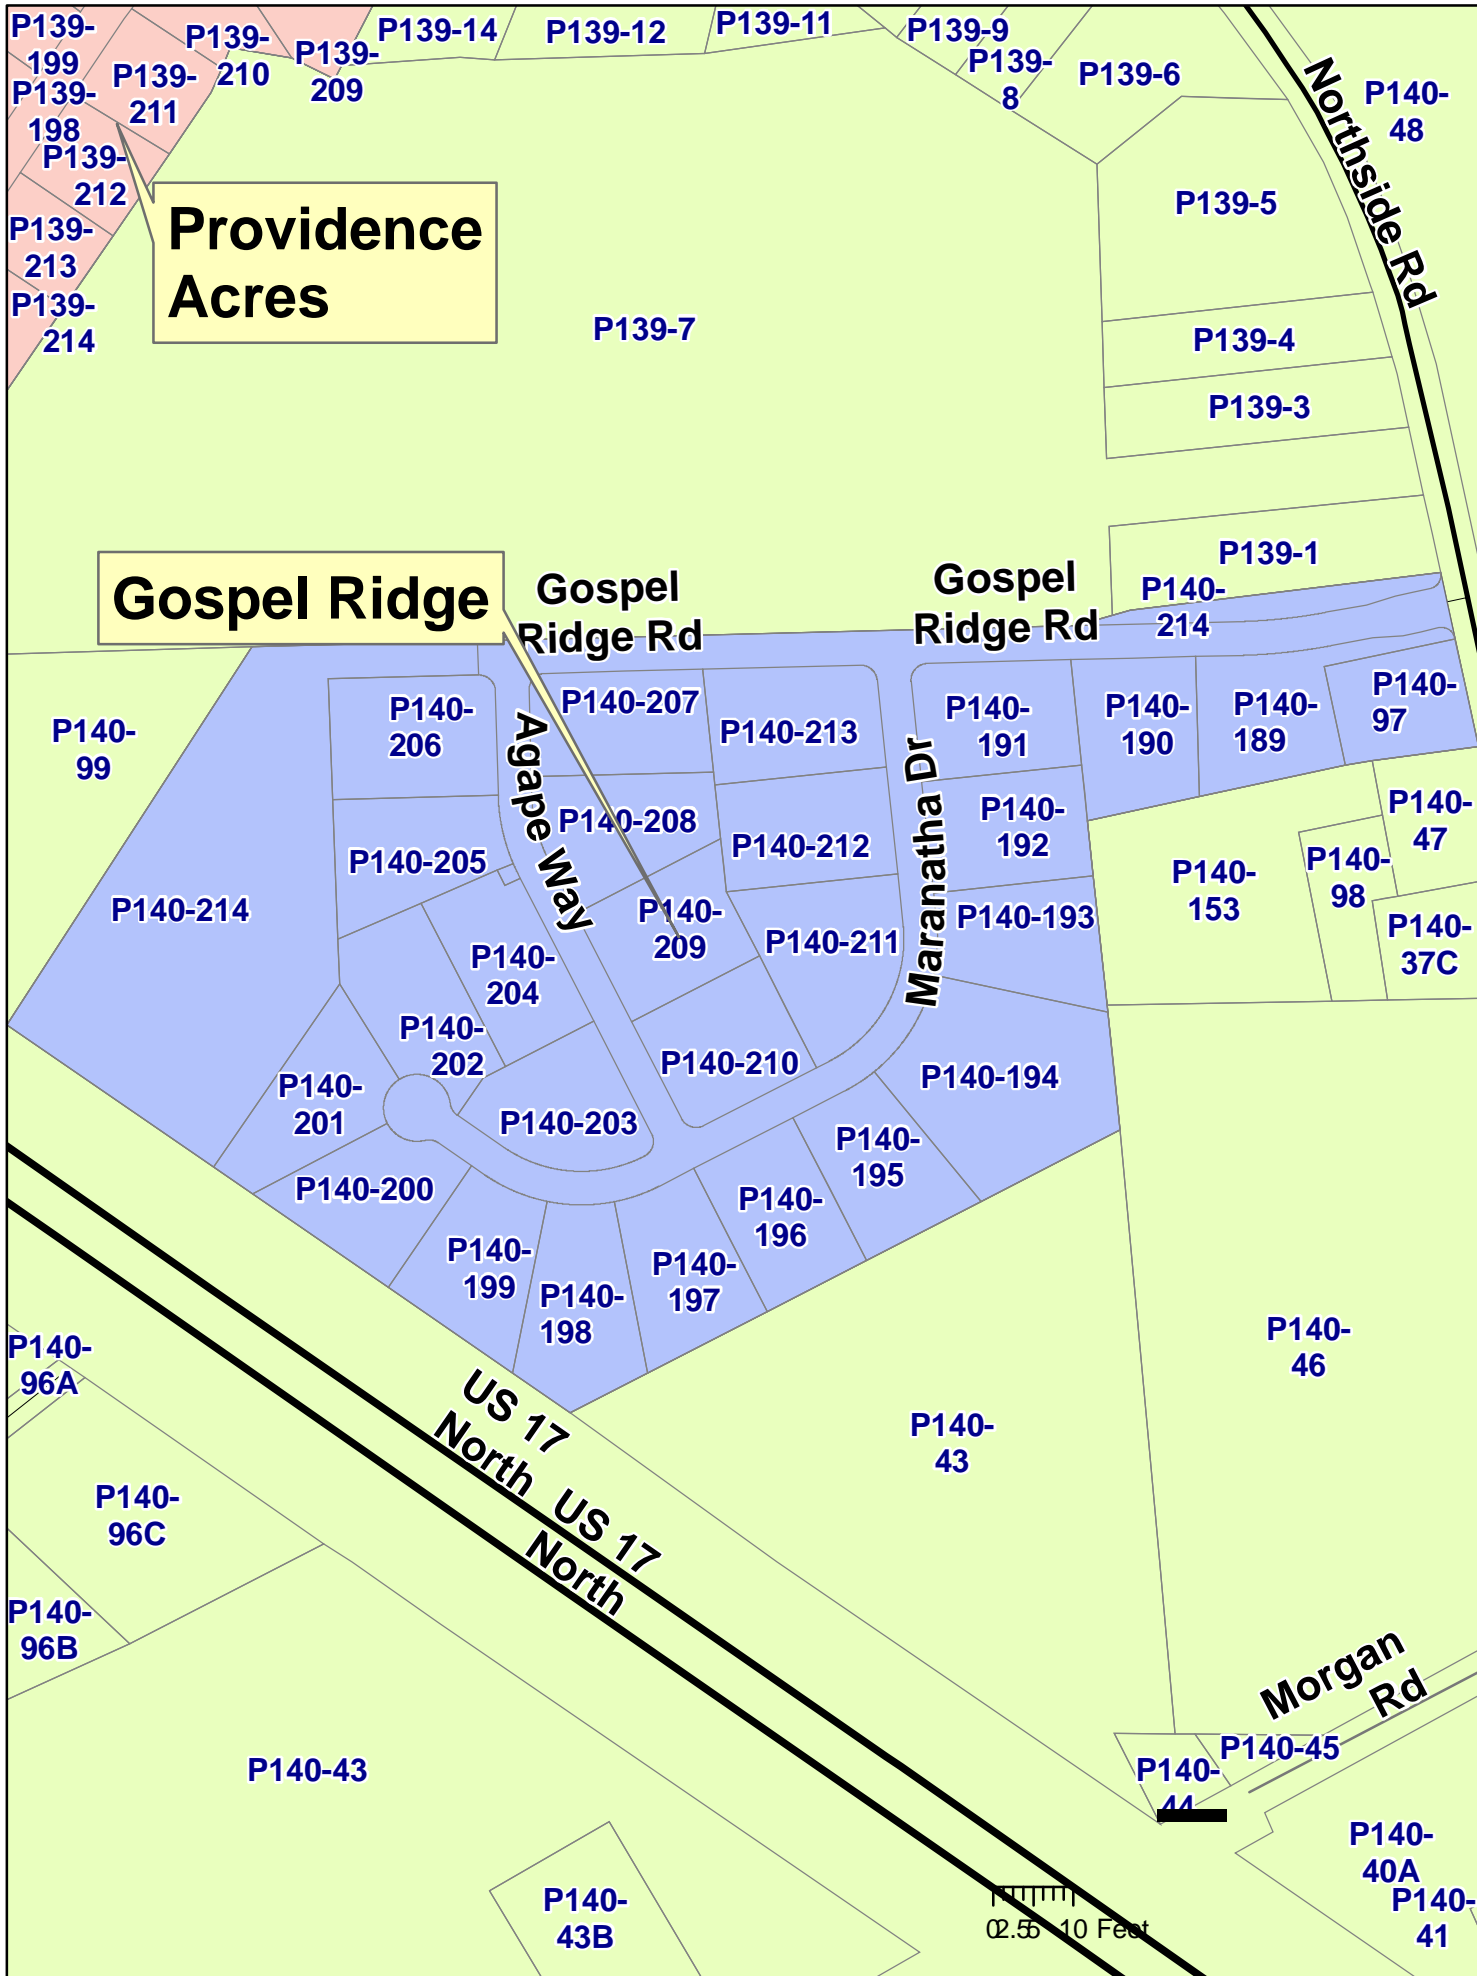 P139-
199
P139-
210
P139-
209
P139-14
P139-12
P139-11
P139-9
P139-
8
P139-6
P140-
48
P139-
198
P139-
211
P139-
212
P139-
213
P139-
214
Providence
Acres
P139-7
Northside Rd
P139-5
P139-4
P139-3
P139-1
Gospel Ridge
Gospel
Ridge Rd
Gospel
Ridge Rd
P140-
214
P140-
99
P140-
206
P140-207
P140-213
P140-
191
P140-
190
P140-
189
P140-
97
Agape Way
Maranatha Dr
P140-205
P140-208
P140-212
P140-
192
P140-
47
P140-
98
P140-
153
P140-214
P140-
209
P140-211
P140-193
P140-
37C
P140-
204
P140-
202
P140-210
P140-194
P140-
201
P140-203
P140-
195
P140-200
P140-
196
P140-
199
P140-
198
P140-
197
P140-
46
P140-
96A
US 17
North
US 17
North
P140-
43
P140-
96C
P140-
96B
Morgan
Rd
P140-43
P140-45
P140-
44
P140-
40A
P140-
41
P140-
43B
0 2.5 5 10 Feet